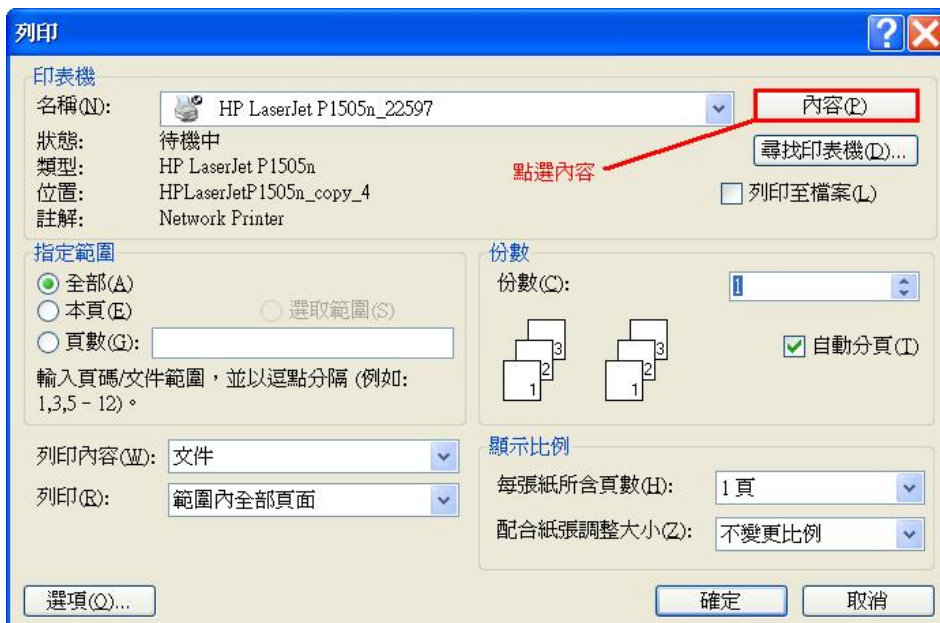 列印
印表機
名稱(N): HP LaserJet P1505n_22597 內容(P)
狀態: 待機中
類型: HP LaserJet P1505n
位置: HPLaserJetP1505n_copy_4
註解: Network Printer
點選內容
尋找印表機(D)...
列印至檔案(L)
指定範圍
全部(A)
本頁(E) 選取範圍(S)
頁數(G):
輸入頁碼/文件範圍，並以逗點分隔 (例如:
1,3,5－12)。
份數
份數(C): 1
1 2 3 1 2 3
自動分頁(T)
列印內容(W): 文件
列印(R): 範圍內全部頁面
顯示比例
每張紙所含頁數(H): 1 頁
配合紙張調整大小(Z): 不變更比例
選項(O)... 確定 取消